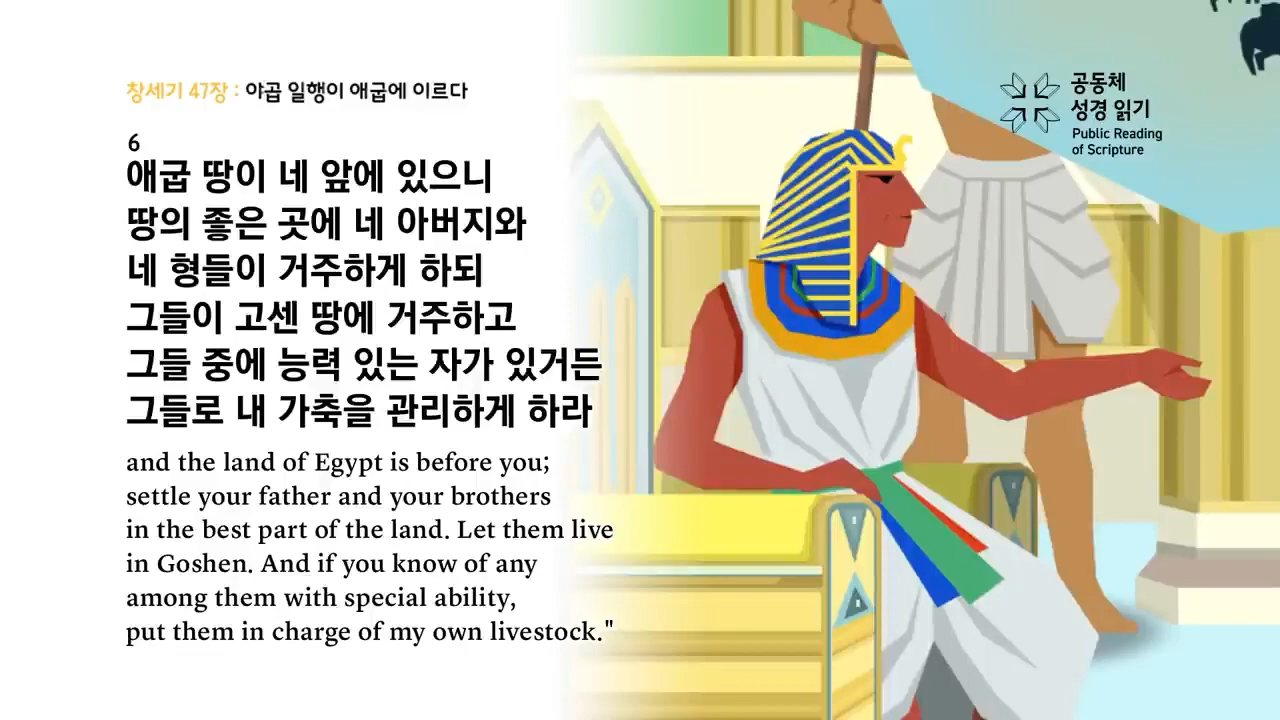 창세기 47장 : 야곱 일행이 애굽에 이르다
공동체
성경 읽기
Public Reading
of Scripture
6
애굽 땅이 네 앞에 있으니
땅의 좋은 곳에 네 아버지와
네 형들이 거주하게 하되
그들이 고센 땅에 거주하고
그들 중에 능력 있는 자가 있거든
그들로 내 가축을 관리하게 하라
and the land of Egypt is before you;
settle your father and your brothers
in the best part of the land. Let them live
in Goshen. And if you know of any
among them with special ability,
put them in charge of my own livestock."